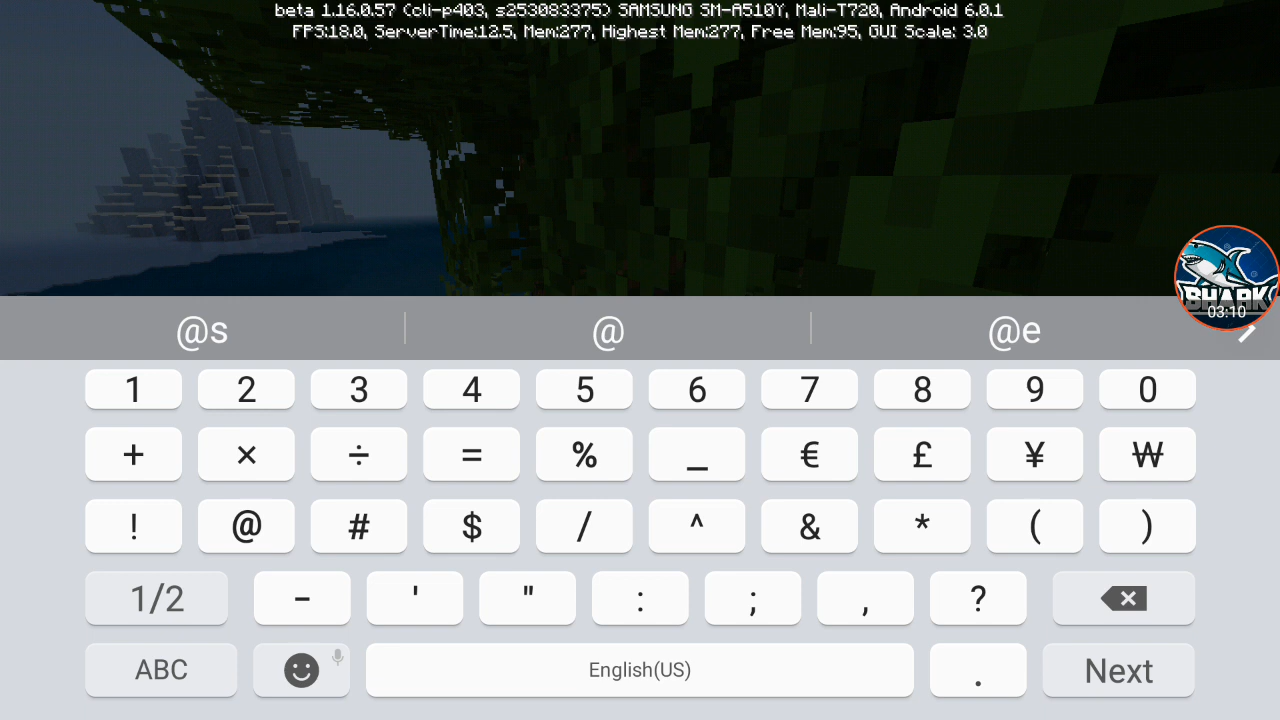 beta 1.16.0.57 (cli-p403, s253083375) SAMSUNG SM-A510Y, Mali-T720, Android 6.0.1
FPS:18.0, ServerTime:12.5, Mem:277, Highest Mem:277, Free Mem:95, GUI Scale: 3.0
SHARK
03:10
@s @ @e
1 2 3 4 5 6 7 8 9 0
+ × ÷ = % _ € £ ¥ ₩
! @ # $ / ^ & * ( )
1/2 - ' " : ; , ?
ABC English(US) . Next